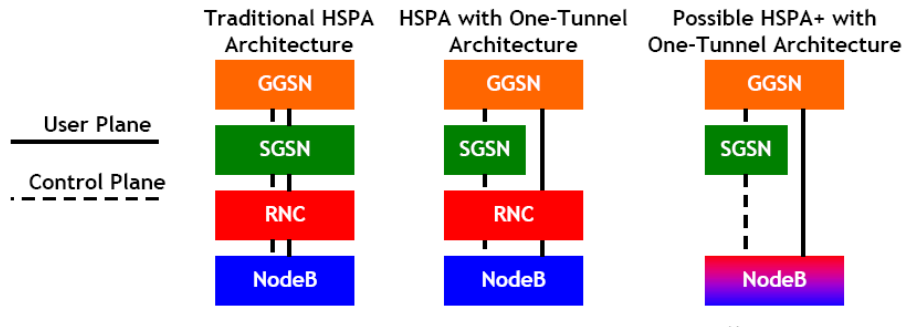 Traditional HSPA
Architecture
HSPA with One-Tunnel
Architecture
Possible HSPA+ with
One-Tunnel Architecture
User Plane
Control Plane
GGSN
SGSN
RNC
NodeB
GGSN
SGSN
RNC
NodeB
GGSN
SGSN
NodeB